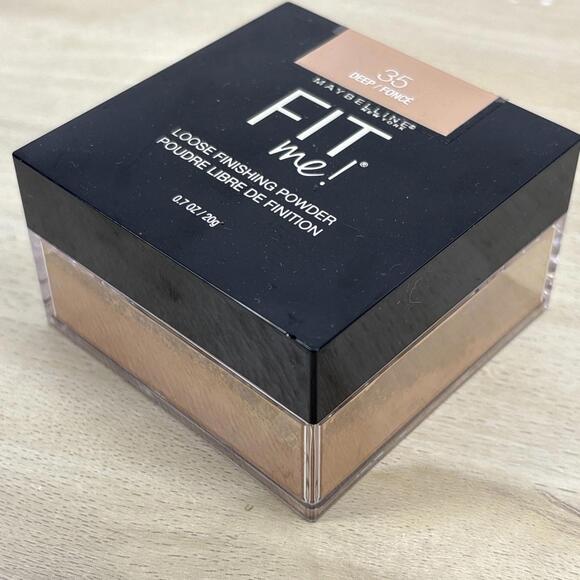 35
DEEP / FONCÉ
MAYBELLINE®
NEW YORK
FIT
me!®
LOOSE FINISHING POWDER
POUDRE LIBRE DE FINITION
0.7 OZ / 20g